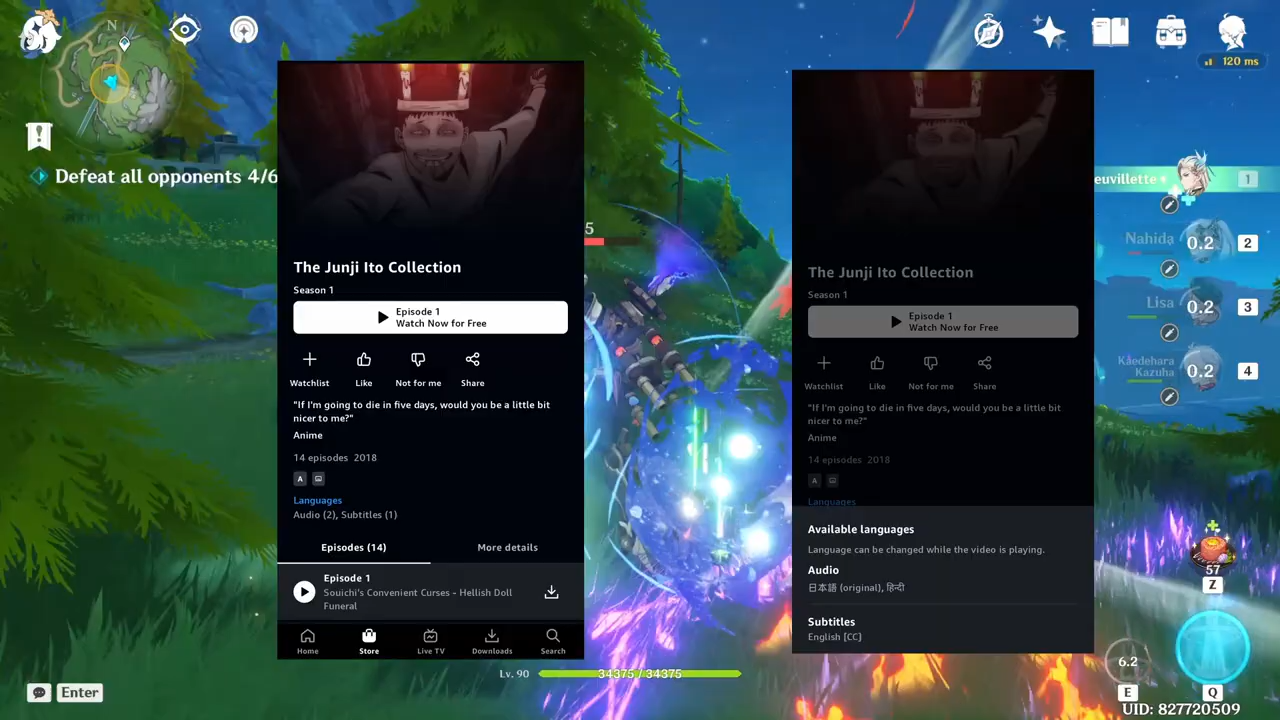 N
120 ms
Defeat all opponents 4/6
5
The Junji Ito Collection
Season 1
Episode 1
Watch Now for Free
Watchlist
Like
Not for me
Share
"If I'm going to die in five days, would you be a little bit
nicer to me?"
Anime
14 episodes 2018
A
Languages
Audio (2), Subtitles (1)
Episodes (14)
More details
Episode 1
Souichi's Convenient Curses - Hellish Doll
Funeral
Home
Store
Live TV
Downloads
Search
The Junji Ito Collection
Season 1
Episode 1
Watch Now for Free
Watchlist
Like
Not for me
Share
"If I'm going to die in five days, would you be a little bit
nicer to me?"
Anime
14 episodes 2018
A
Languages
Available languages
Language can be changed while the video is playing.
Audio
日本語 (original), हिन्दी
Subtitles
English [CC]
euvillette
1
Nahida
0.2
2
Lisa
0.2
3
Kaedehara
Kazuha
0.2
4
57
Z
6.2
E
Q
Lv. 90
34375 / 34375
Enter
UID: 827720509